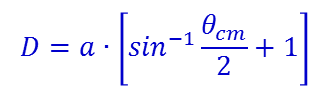 D = a · [sin⁻¹ θ_cm/2 + 1]